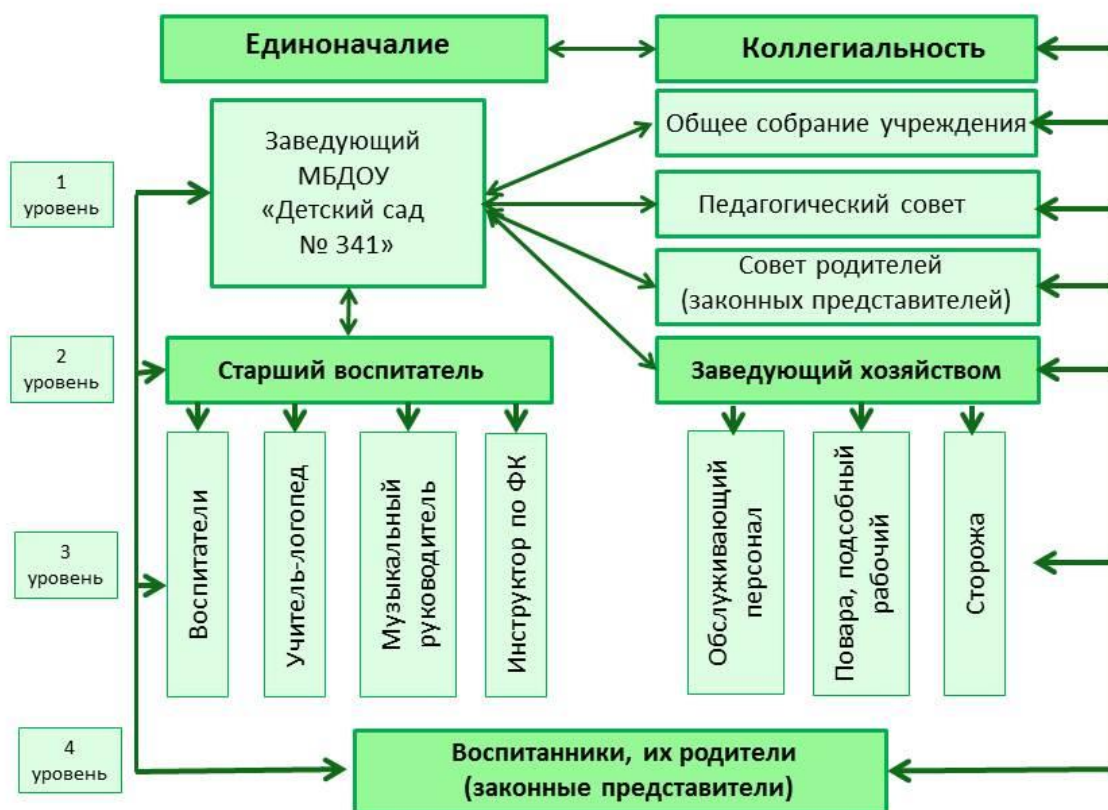 Единоначалие
Коллегиальность
1
уровень
Заведующий
МБДОУ
«Детский сад
№ 341»
Общее собрание учреждения
Педагогический совет
Совет родителей
(законных представителей)
2
уровень
Старший воспитатель
Заведующий хозяйством
3
уровень
Воспитатели
Учитель-логопед
Музыкальный
руководитель
Инструктор по ФК
Обслуживающий
персонал
Повара, подсобный
рабочий
Сторожа
4
уровень
Воспитанники, их родители
(законные представители)